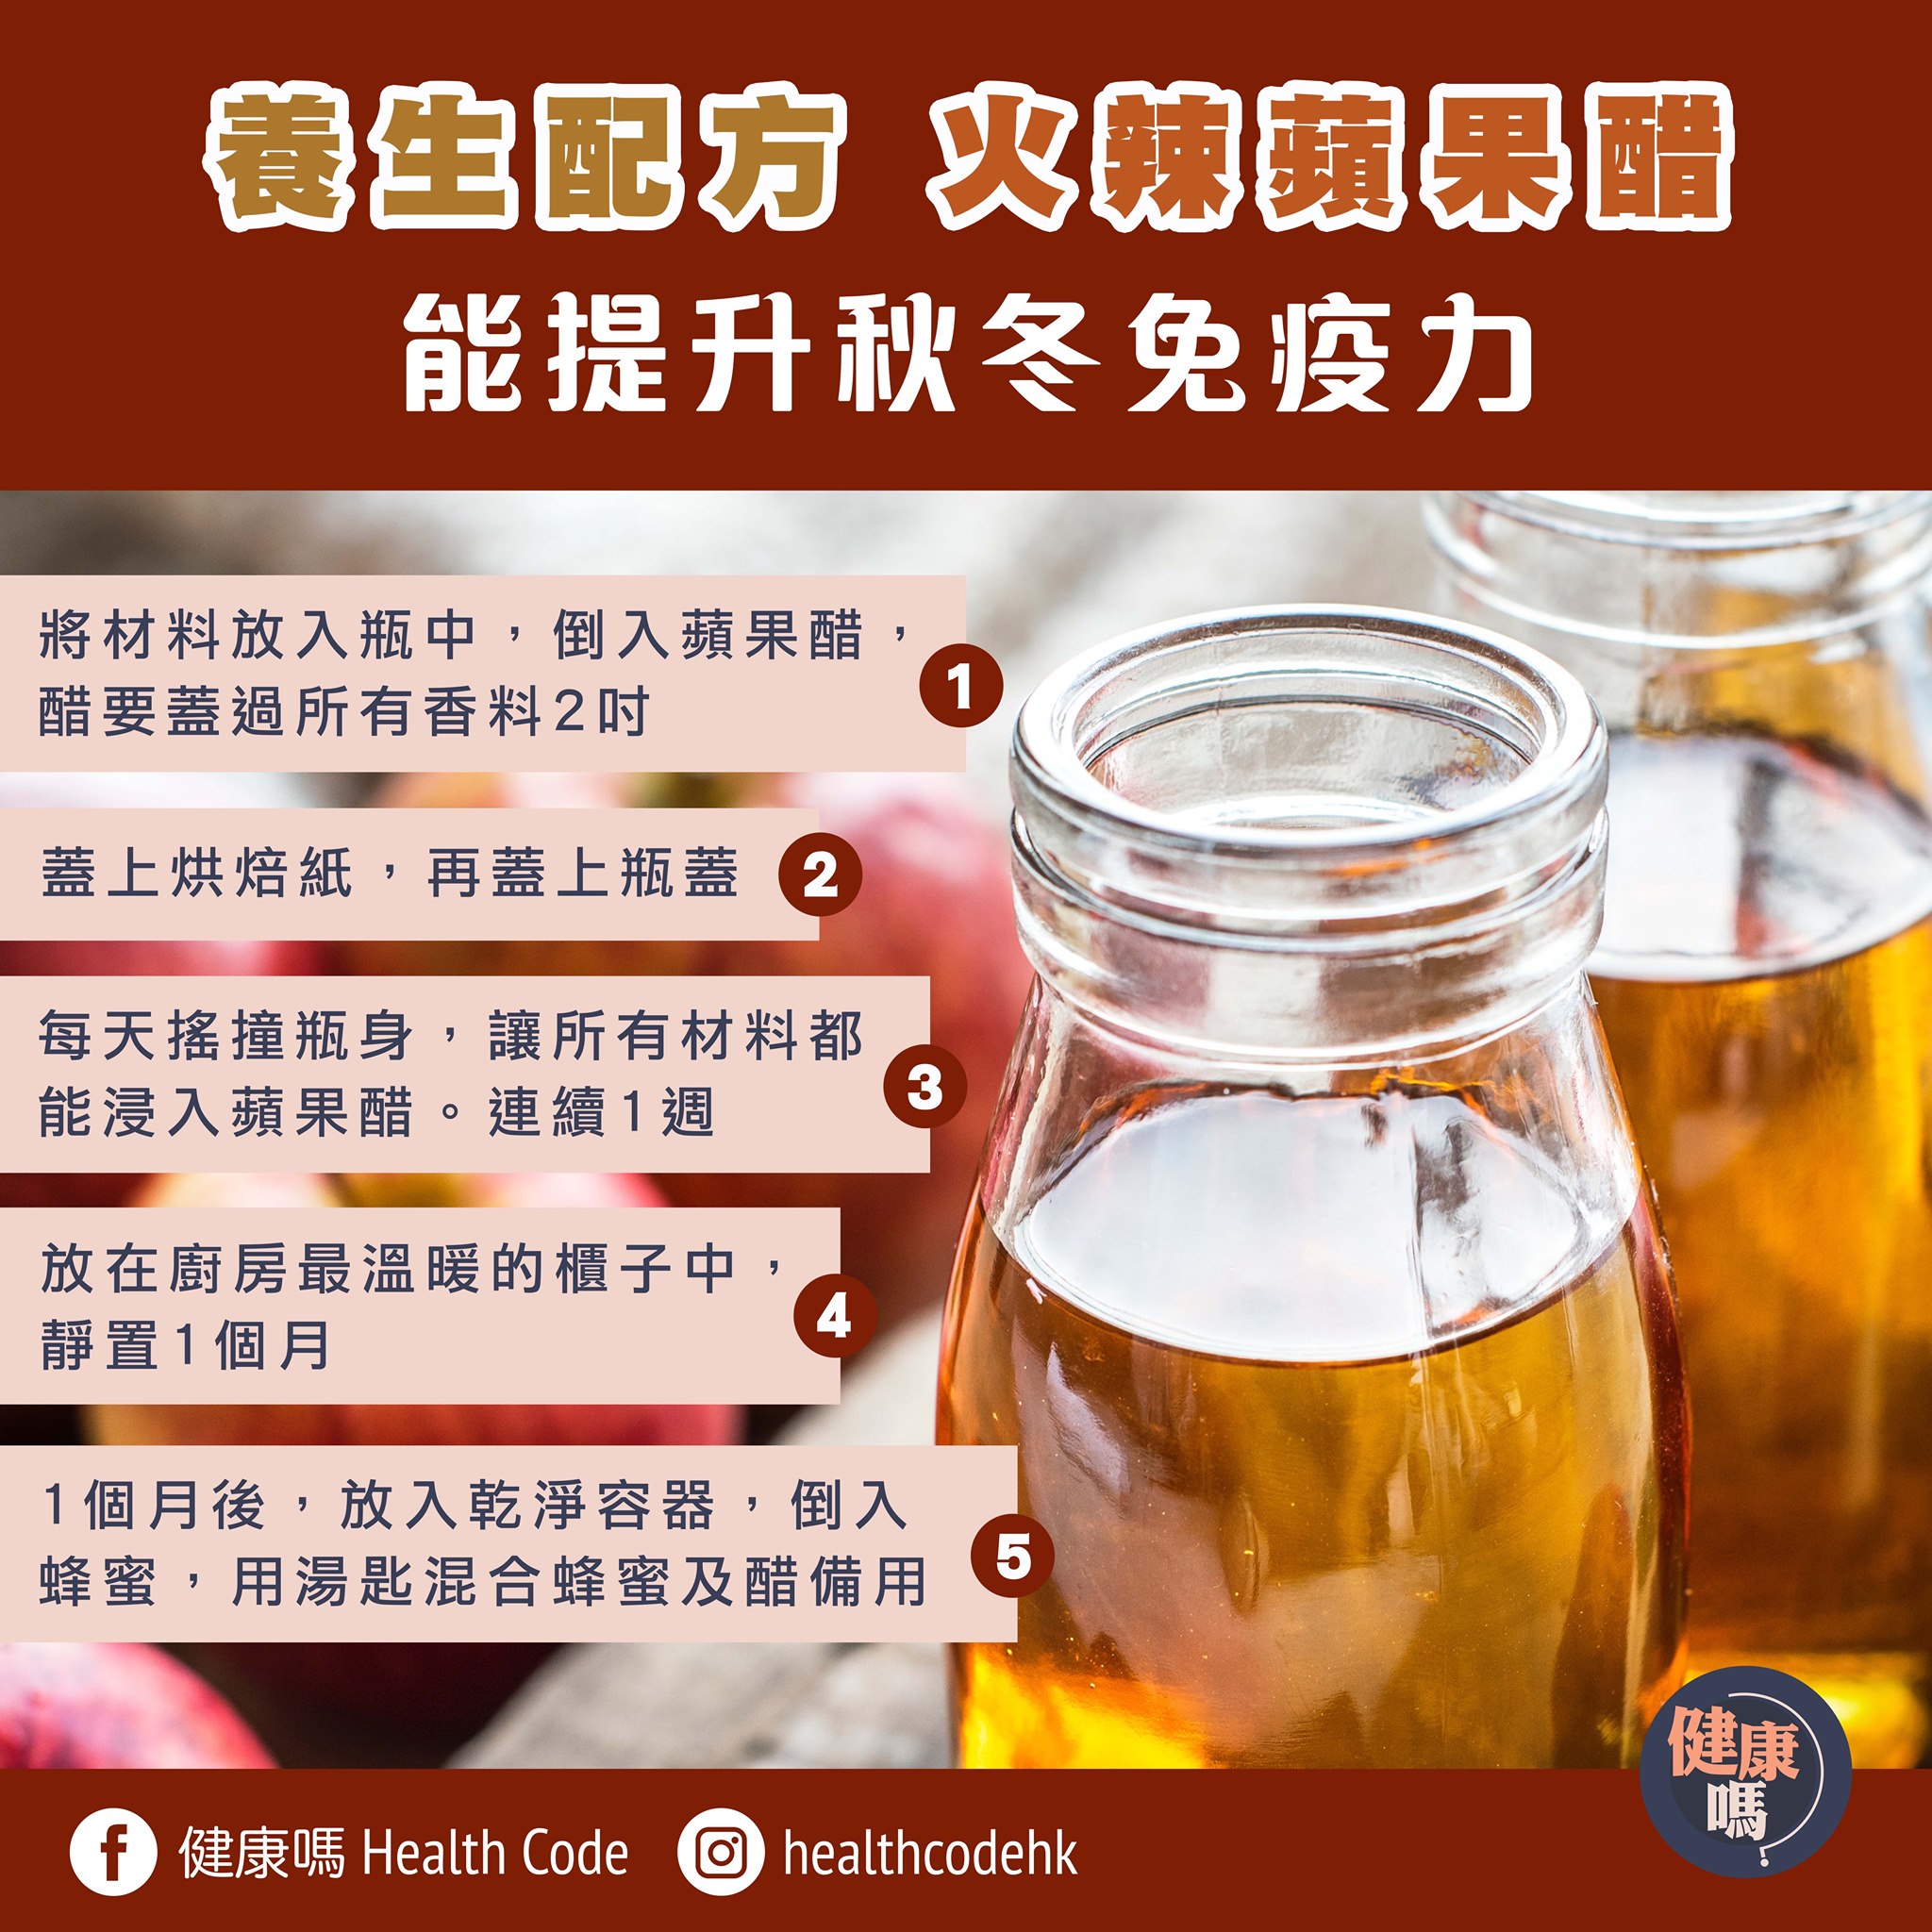 養生配方 火辣蘋果醋
能提升秋冬免疫力
將材料放入瓶中，倒入蘋果醋，
醋要蓋過所有香料2吋
1
蓋上烘焙紙，再蓋上瓶蓋
2
每天搖撞瓶身，讓所有材料都
能浸入蘋果醋。連續1週
3
放在廚房最溫暖的櫃子中，
靜置1個月
4
1個月後，放入乾淨容器，倒入
蜂蜜，用湯匙混合蜂蜜及醋備用
5
健康
嗎?
健康嗎 Health Code
healthcodehk